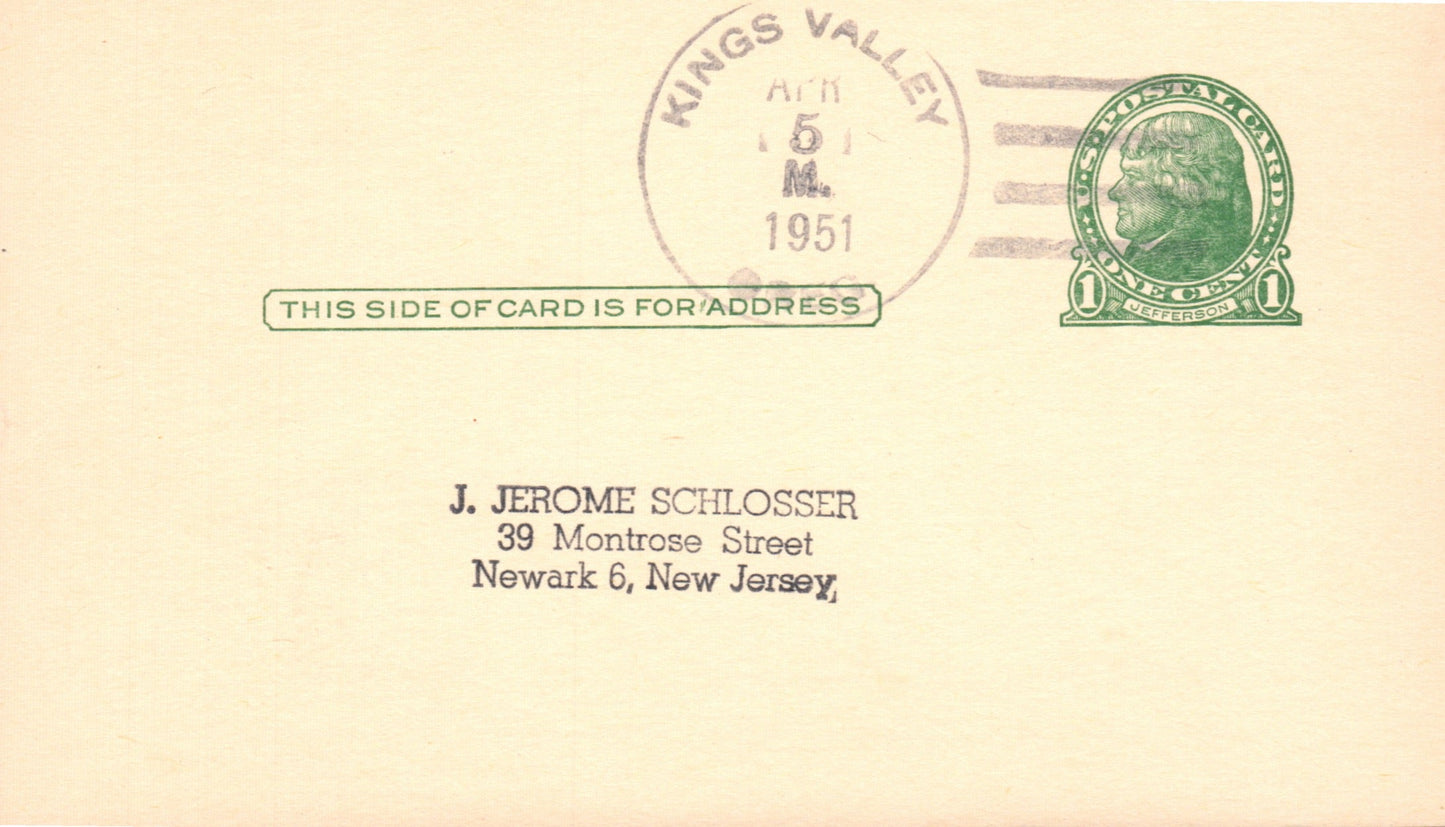 KINGS VALLEY
APR
5
M.
1951
U.S. POSTAL CARD
ONE CENT
1 JEFFERSON 1
THIS SIDE OF CARD IS FOR ADDRESS
J. JEROME SCHLOSSER
39 Montrose Street
Newark 6, New Jersey,